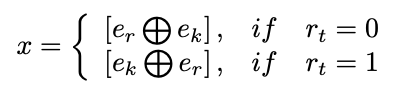 x = { [e_r ⊕ e_k], if r_t = 0
[e_k ⊕ e_r], if r_t = 1